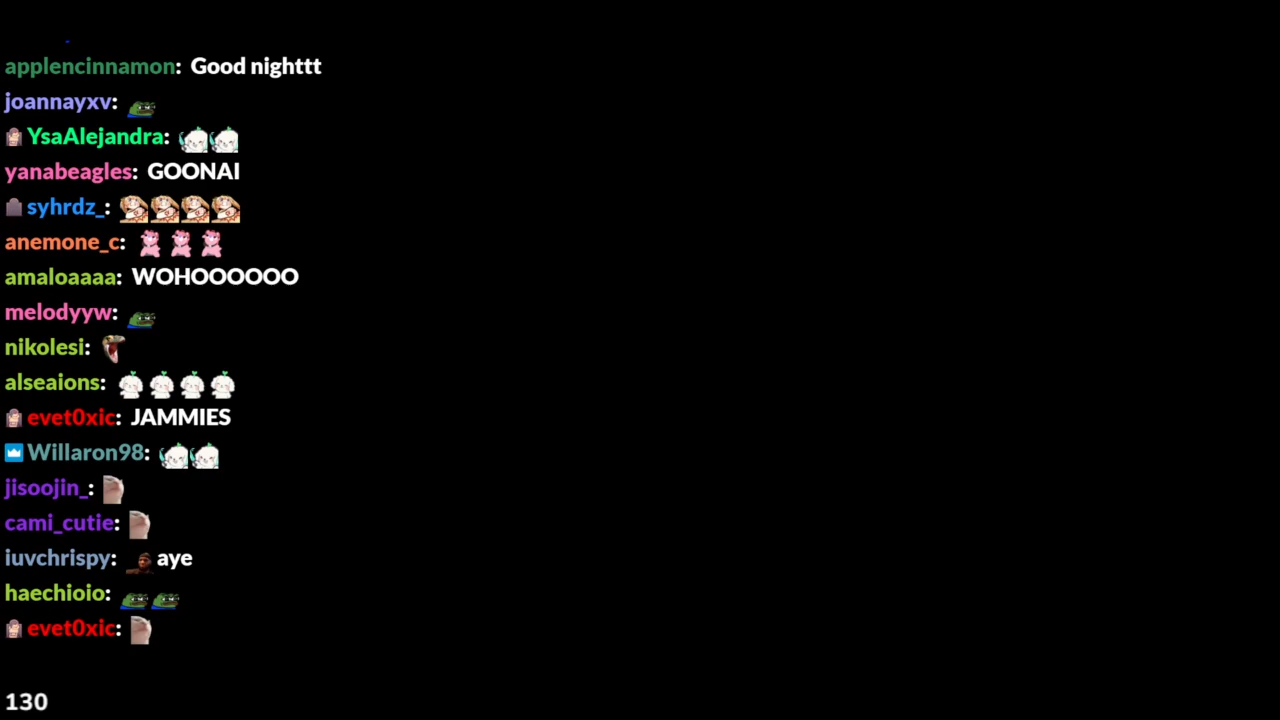 applencinnamon: Good nighttt
joannayxv:
YsaAlejandra:
yanabeagles: GOONAI
syhrdz_:
anemone_c:
amaloaaaa: WOHOOOOOO
melodyyw:
nikolesi:
alseaions:
evet0xic: JAMMIES
Willaron98:
jisoojin_:
cami_cutie:
iuvchrispy: aye
haechioio:
evet0xic:
130